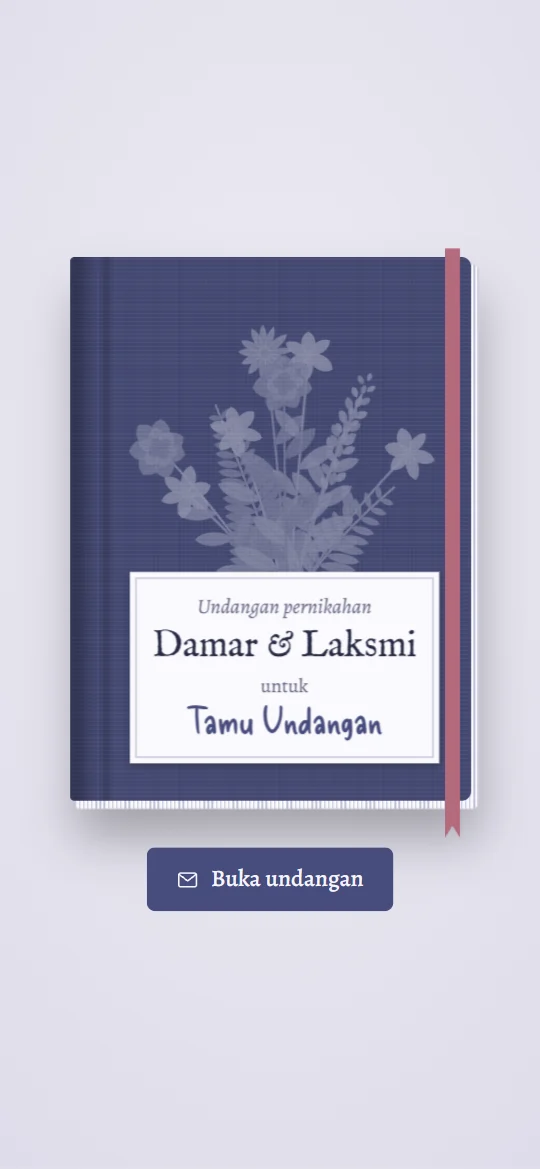 Undangan pernikahan
Damar & Laksmi
untuk
Tamu Undangan
Buka undangan